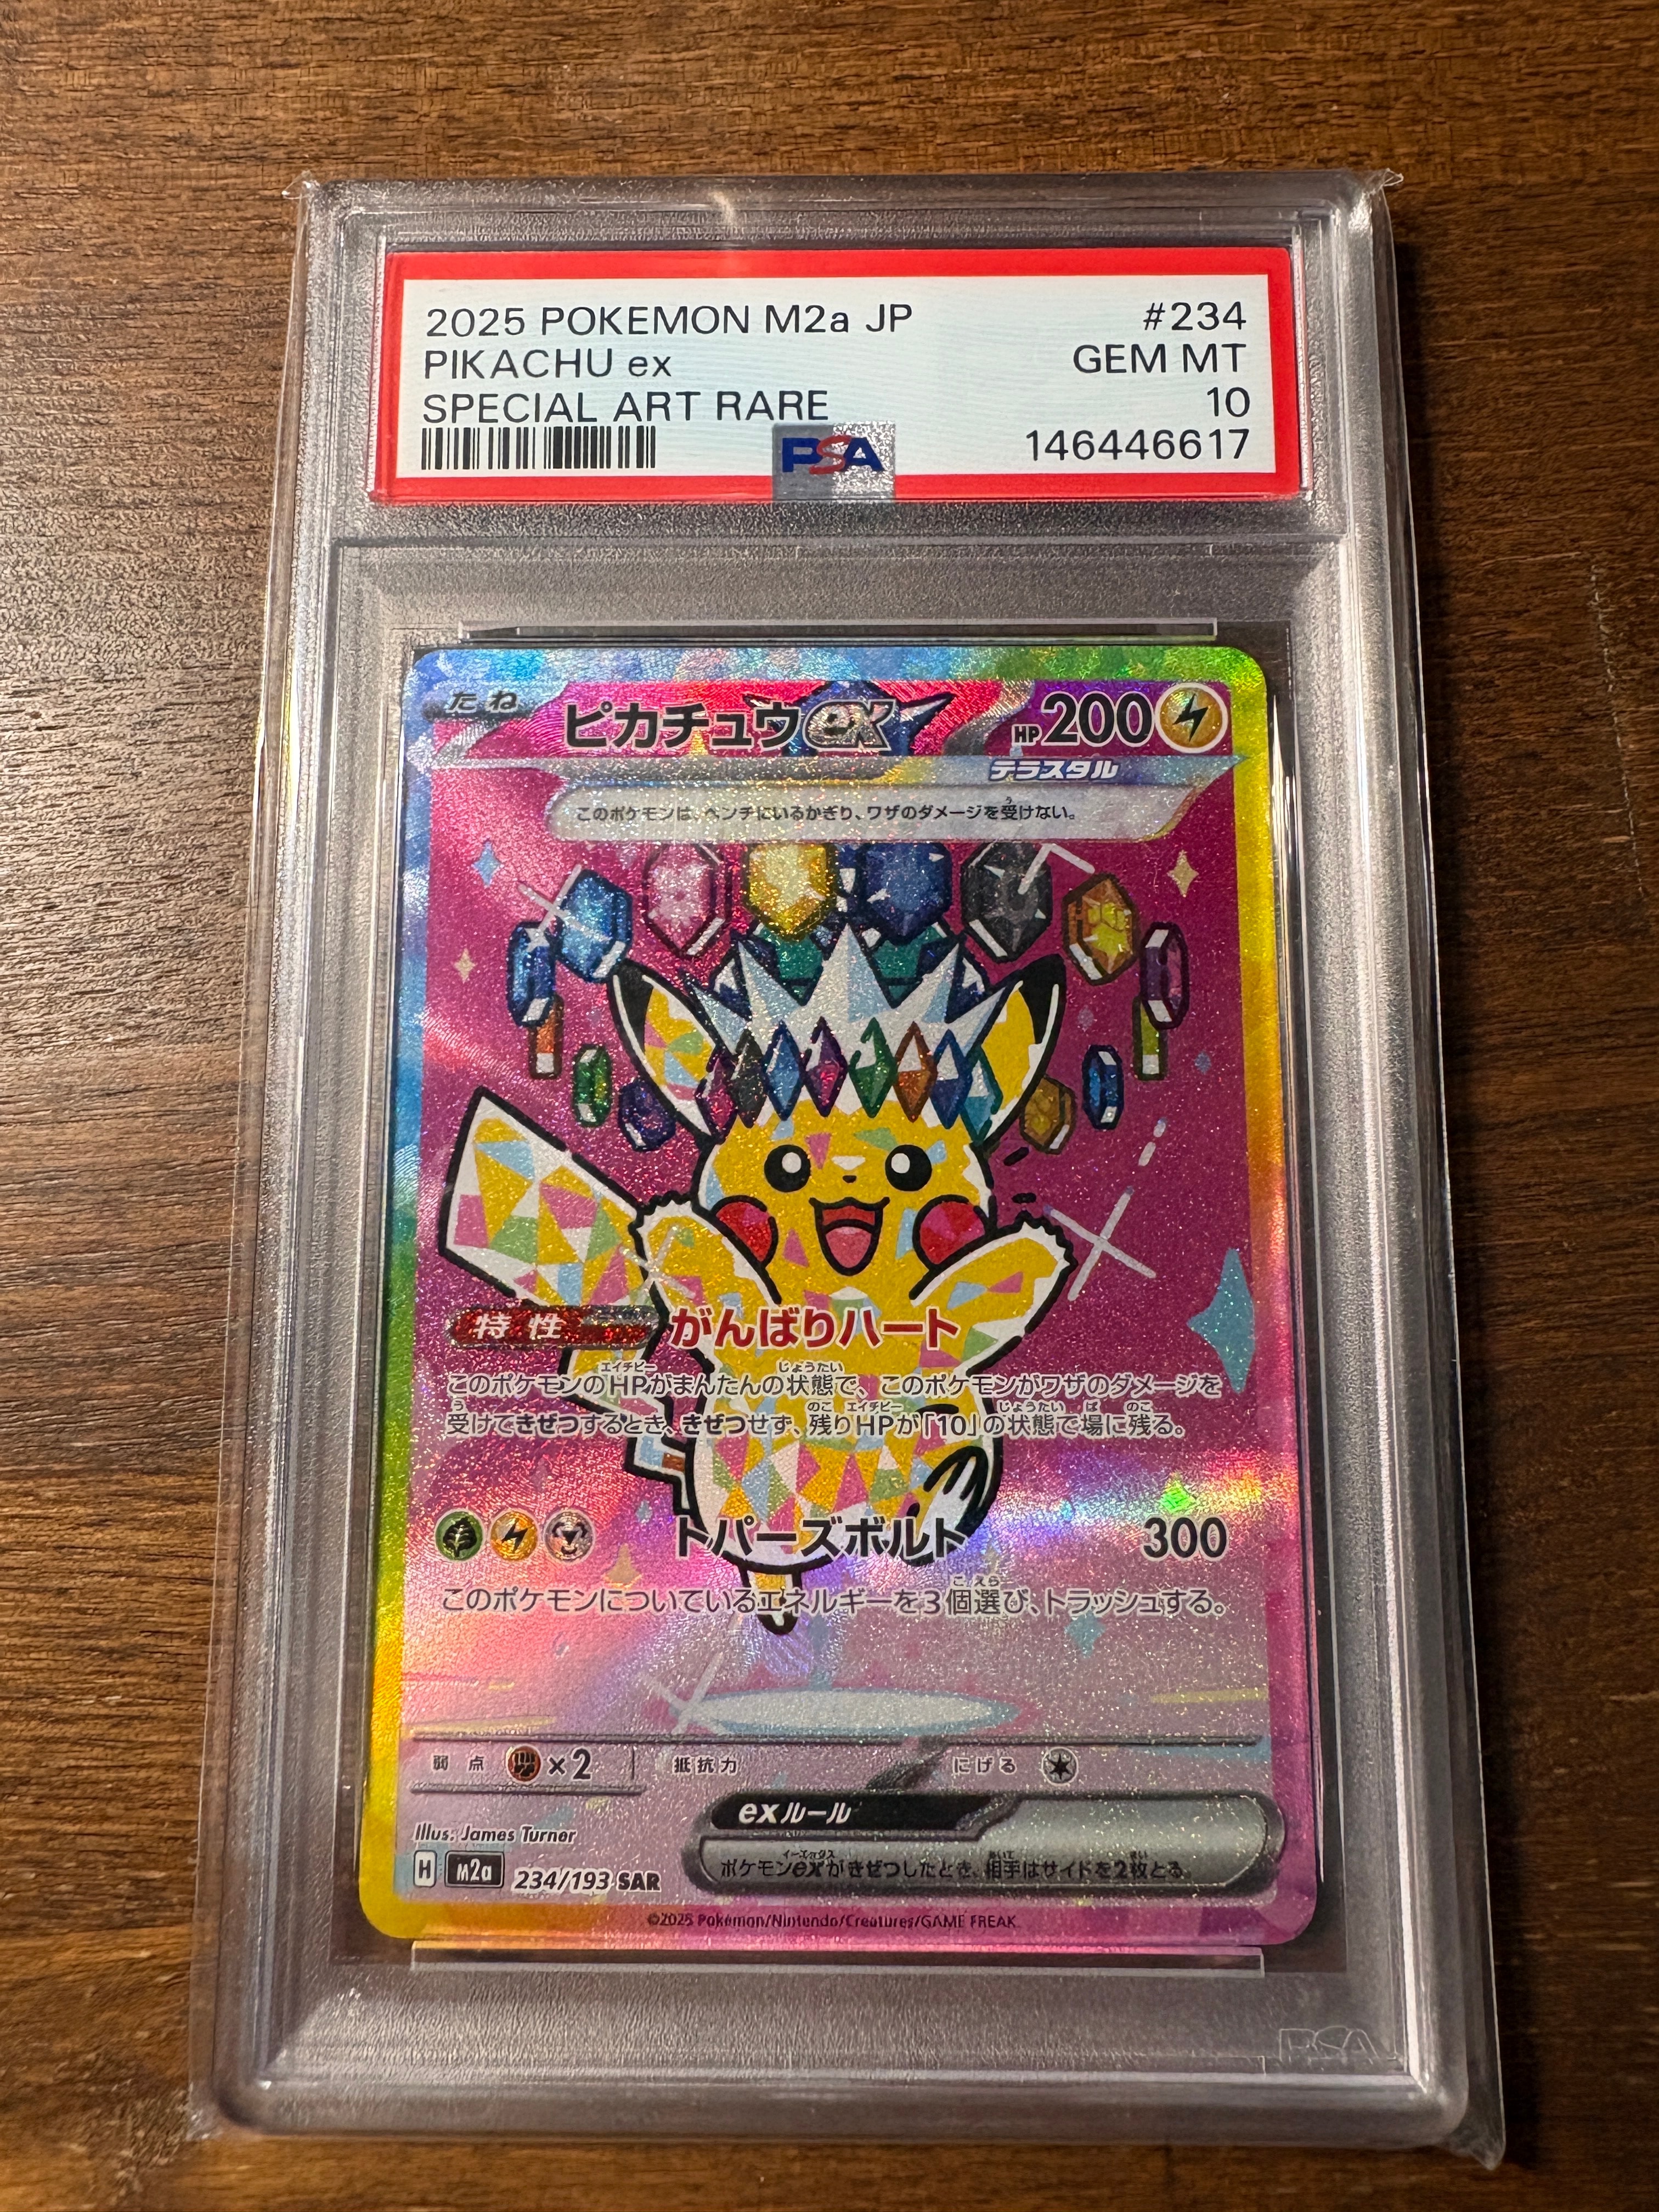 2025 POKEMON M2a JP #234
PIKACHU ex GEM MT
SPECIAL ART RARE 10
PSA 146446617
たね ピカチュウex HP200
テラスタル
このポケモンは、ベンチにいるかぎり、ワザのダメージを受けない。
特性 がんばりハート
このポケモンのHPがまんたんの状態で、このポケモンがワザのダメージを
受けてきぜつするとき、きぜつせず、残りHPが「10」の状態で場に残る。
トパーズボルト 300
このポケモンについているエネルギーを3個選び、トラッシュする。
弱点 ×2 抵抗力 にげる
exルール
ポケモンexがきぜつしたとき、相手はサイドを2枚とる。
Illus. James Turner
H M2a 234/193 SAR
©2025 Pokémon/Nintendo/Creatures/GAME FREAK
PSA